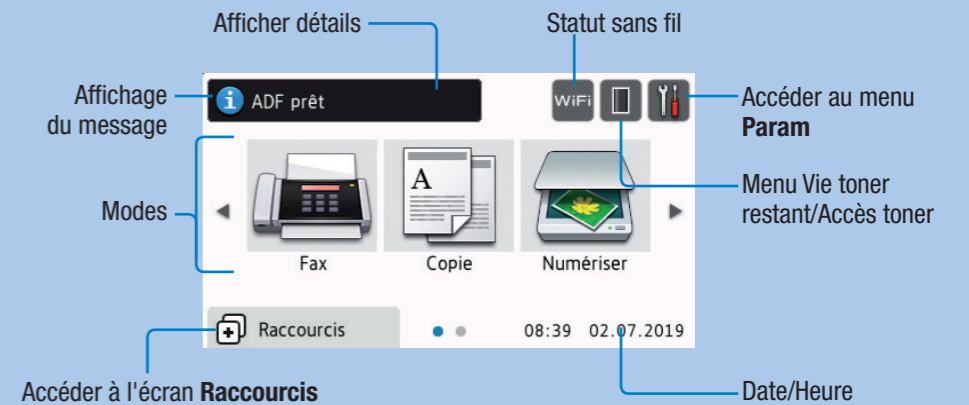 Afficher détails
Statut sans fil
Affichage
du message
ADF prêt
WiFi
Accéder au menu
Param
Modes
A
Menu Vie toner
restant/Accès toner
Fax
Copie
Numériser
Raccourcis
08:39 02.07.2019
Accéder à l'écran Raccourcis
Date/Heure